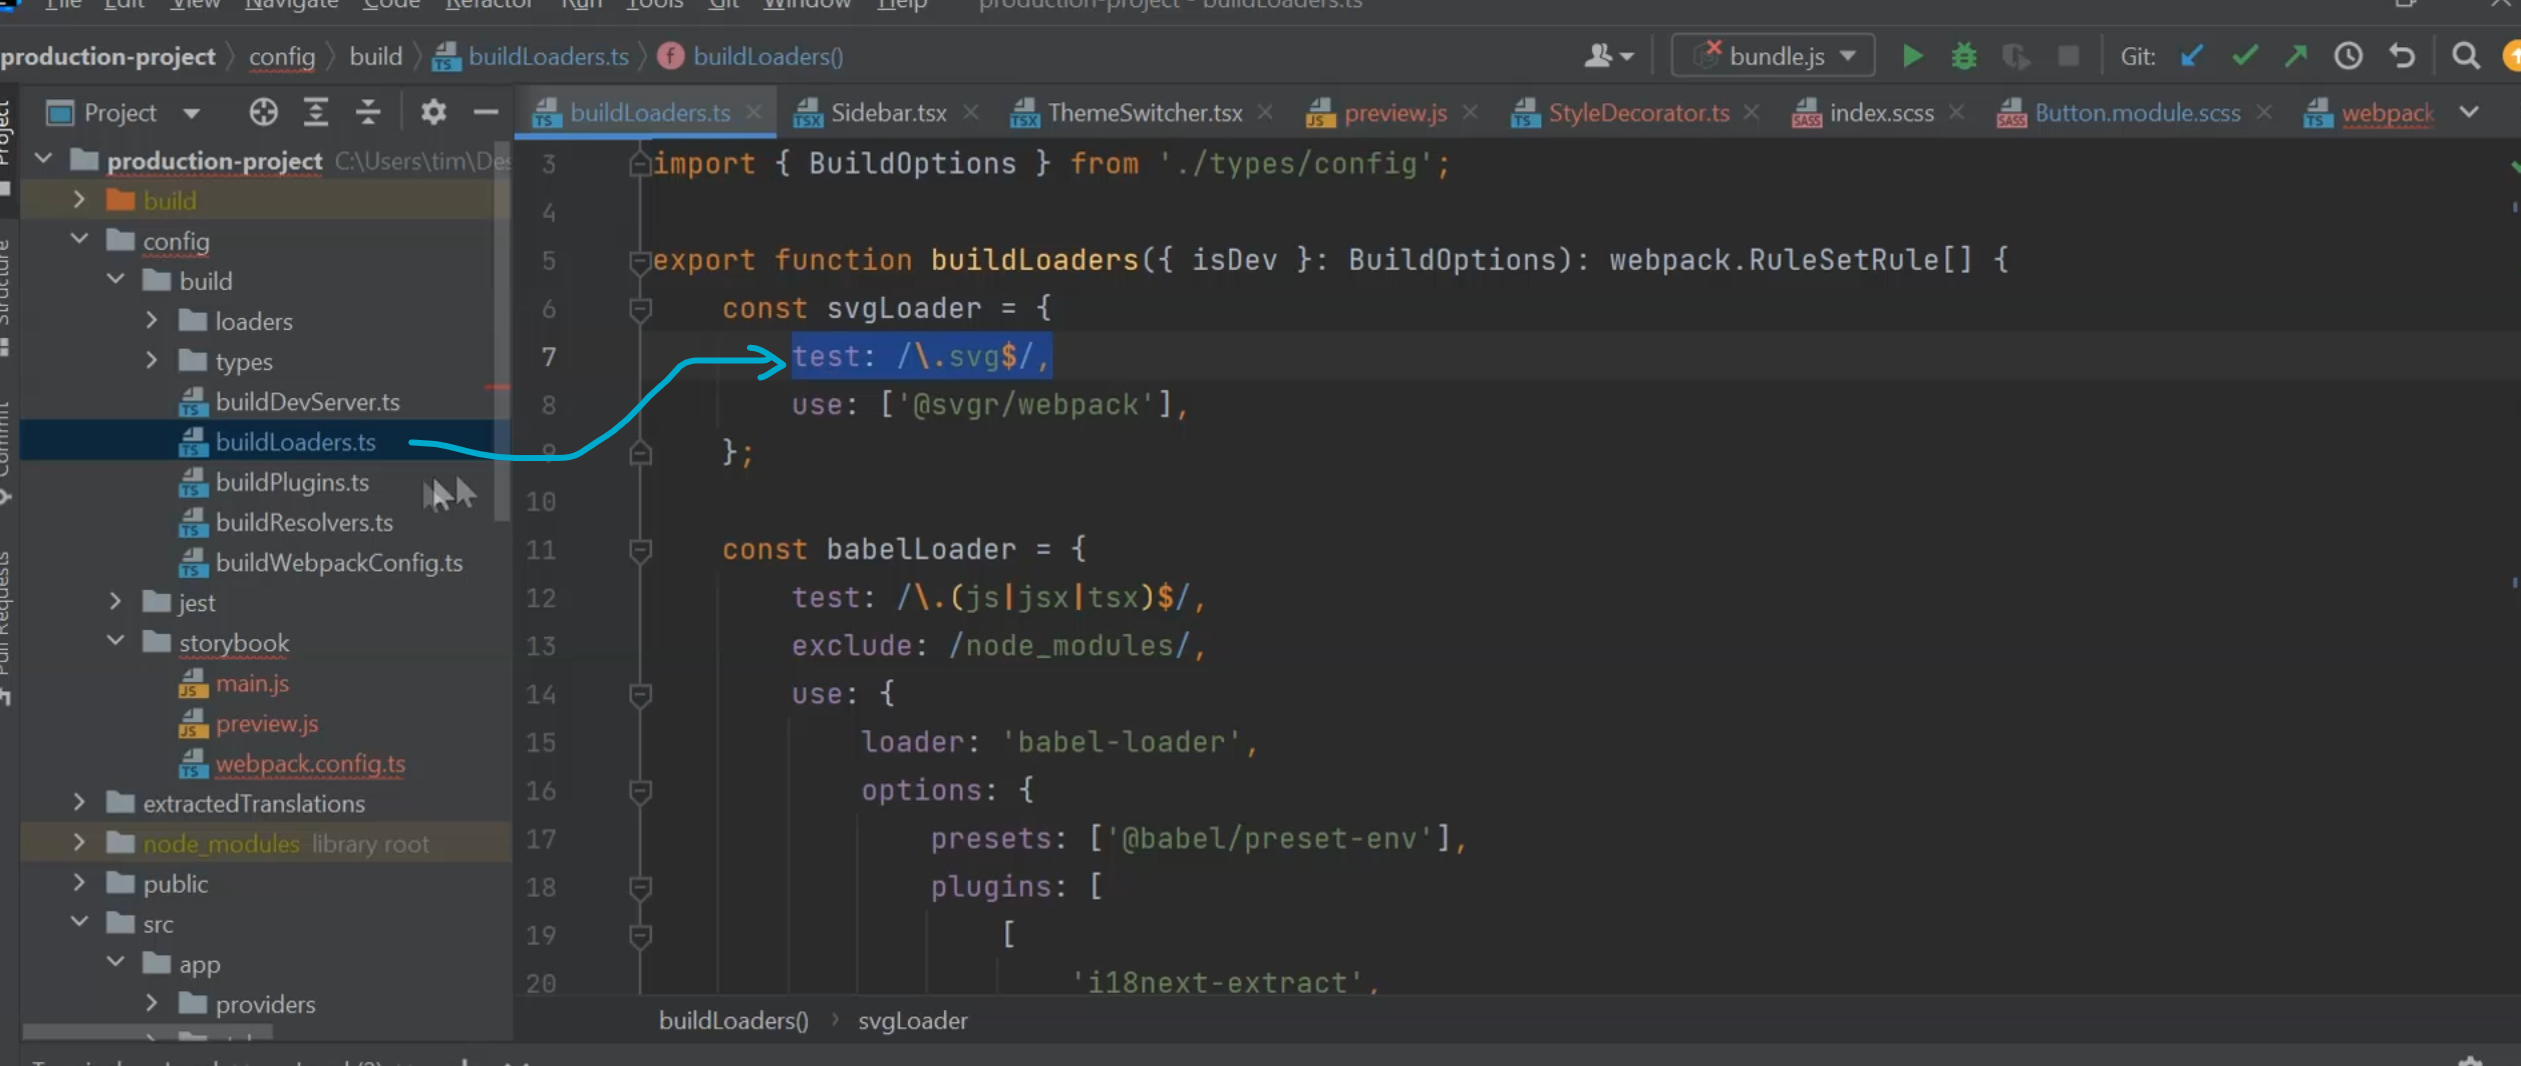 File Edit View Navigate Code Refactor Run Tools Git Window Help production-project - buildLoaders.ts
production-project config build buildLoaders.ts buildLoaders() bundle.js Git:
Project
buildLoaders.ts Sidebar.tsx ThemeSwitcher.tsx preview.js StyleDecorator.ts index.scss Button.module.scss webpack
Project
Structure
Commit
Pull Requests
production-project C:\Users\tim\Des
build
config
build
loaders
types
buildDevServer.ts
buildLoaders.ts
buildPlugins.ts
buildResolvers.ts
buildWebpackConfig.ts
jest
storybook
main.js
preview.js
webpack.config.ts
extractedTranslations
node_modules library root
public
src
app
providers
3 import { BuildOptions } from './types/config';
4
5 export function buildLoaders({ isDev }: BuildOptions): webpack.RuleSetRule[] {
6 const svgLoader = {
7 test: /\.svg$/,
8 use: ['@svgr/webpack'],
9 };
10
11 const babelLoader = {
12 test: /\.(js|jsx|tsx)$/,
13 exclude: /node_modules/,
14 use: {
15 loader: 'babel-loader',
16 options: {
17 presets: ['@babel/preset-env'],
18 plugins: [
19 [
20 'i18next-extract',
buildLoaders() svgLoader